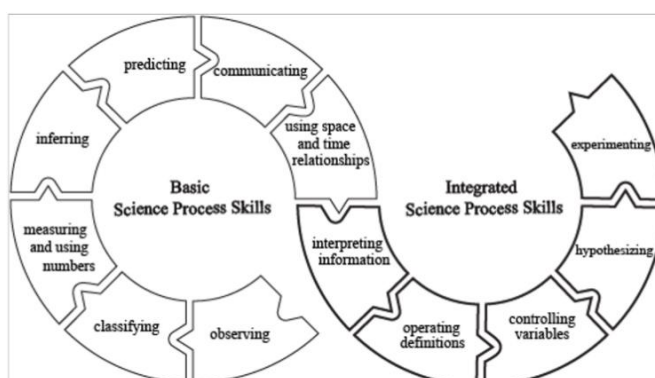 predicting
communicating
inferring
using space
and time
relationships
experimenting
Basic
Science Process Skills
Integrated
Science Process Skills
measuring
and using
numbers
interpreting
information
hypothesizing
classifying
observing
operating
definitions
controlling
variables